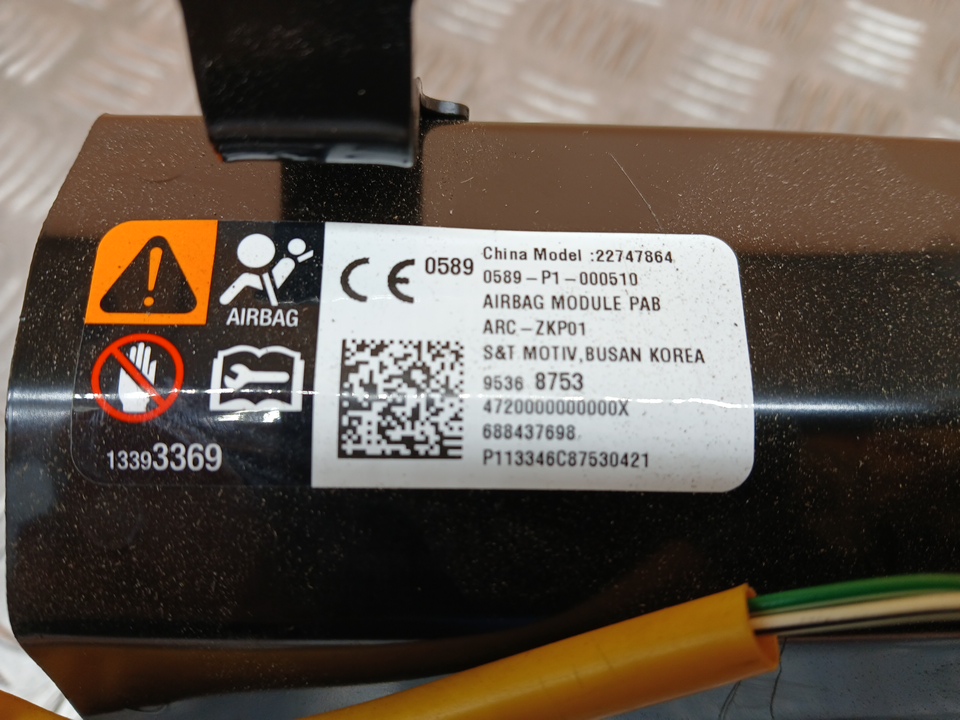 AIRBAG
13393369
CE 0589
China Model :22747864
0589-P1-000510
AIRBAG MODULE PAB
ARC-ZKP01
S&T MOTIV,BUSAN KOREA
9536 8753
4720000000000X
688437698
P113346C87530421